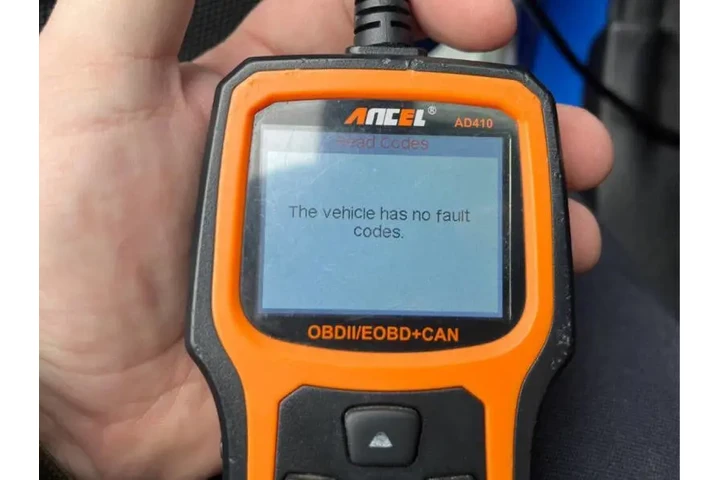 ANCEL®
AD410
Read Codes
The vehicle has no fault
codes.
OBDII/EOBD+CAN